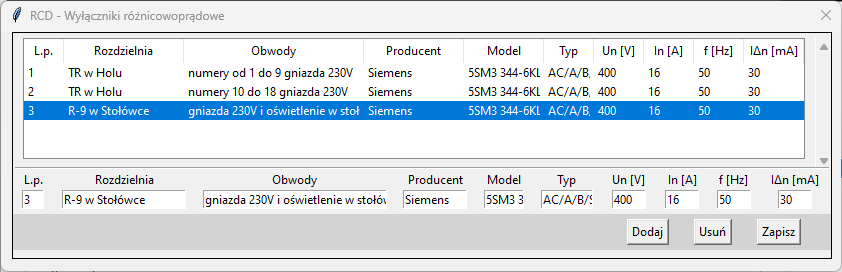 RCD - Wyłączniki różnicowoprądowe
L.p. Rozdzielnia Obwody Producent Model Typ Un [V] In [A] f [Hz] IΔn [mA]
1 TR w Holu numery od 1 do 9 gniazda 230V Siemens 5SM3 344-6KL AC/A/B, 400 16 50 30
2 TR w Holu numery 10 do 18 gniazda 230V Siemens 5SM3 344-6KL AC/A/B, 400 16 50 30
3 R-9 w Stołówce gniazda 230V i oświetlenie w stoł Siemens 5SM3 344-6KL AC/A/B, 400 16 50 30
L.p. Rozdzielnia Obwody Producent Model Typ Un [V] In [A] f [Hz] IΔn [mA]
3 R-9 w Stołówce gniazda 230V i oświetlenie w stołów Siemens 5SM3 3 AC/A/B/S 400 16 50 30
Dodaj Usuń Zapisz